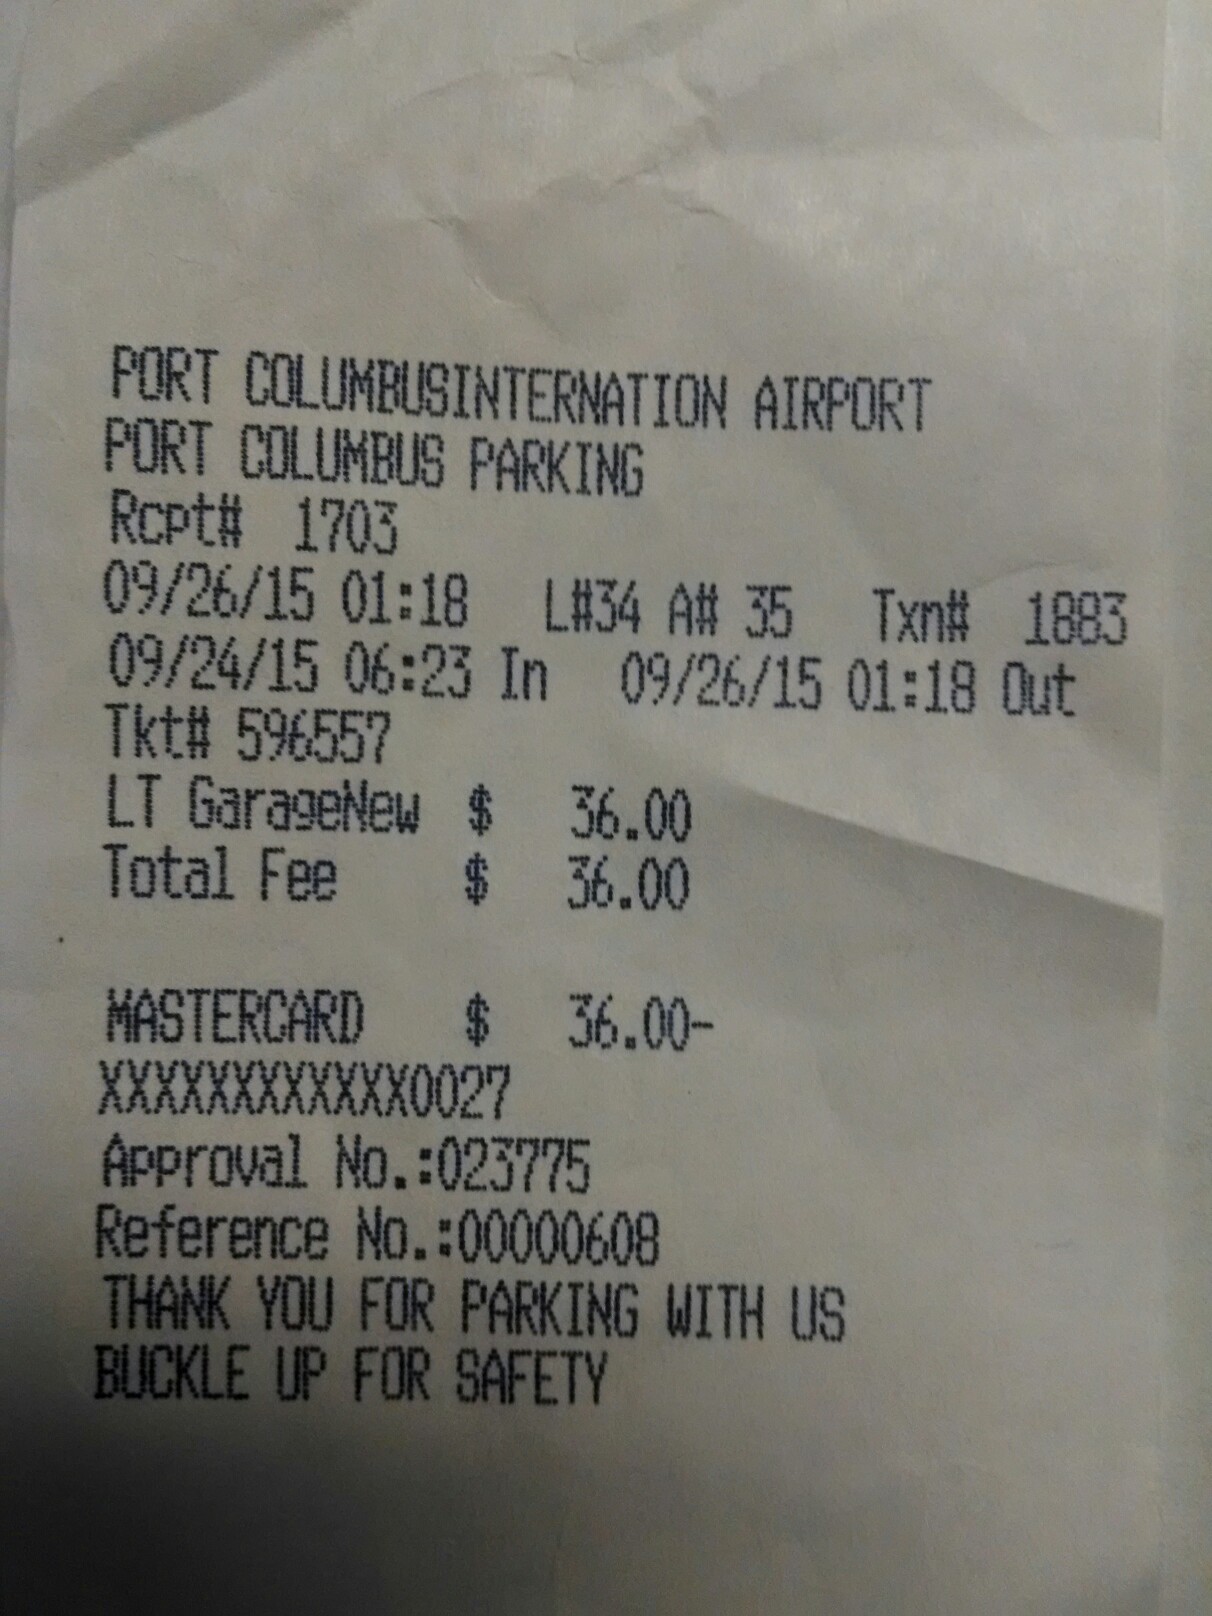 PORT COLUMBUSINTERNATION AIRPORT
PORT COLUMBUS PARKING
Rcpt# 1703
09/26/15 01:18 L#34 A# 35 Txn# 1883
09/24/15 06:23 In 09/26/15 01:18 Out
Tkt# 596557
LT GarageNew $ 36.00
Total Fee $ 36.00
MASTERCARD $ 36.00-
XXXXXXXXXXXX0027
Approval No.:023775
Reference No.:00000608
THANK YOU FOR PARKING WITH US
BUCKLE UP FOR SAFETY